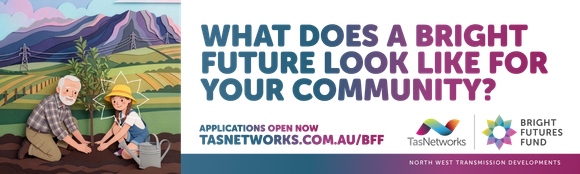 WHAT DOES A BRIGHT
FUTURE LOOK LIKE FOR
YOUR COMMUNITY?
APPLICATIONS OPEN NOW
TASNETWORKS.COM.AU/BFF
TasNetworks
BRIGHT
FUTURES
FUND
NORTH WEST TRANSMISSION DEVELOPMENTS